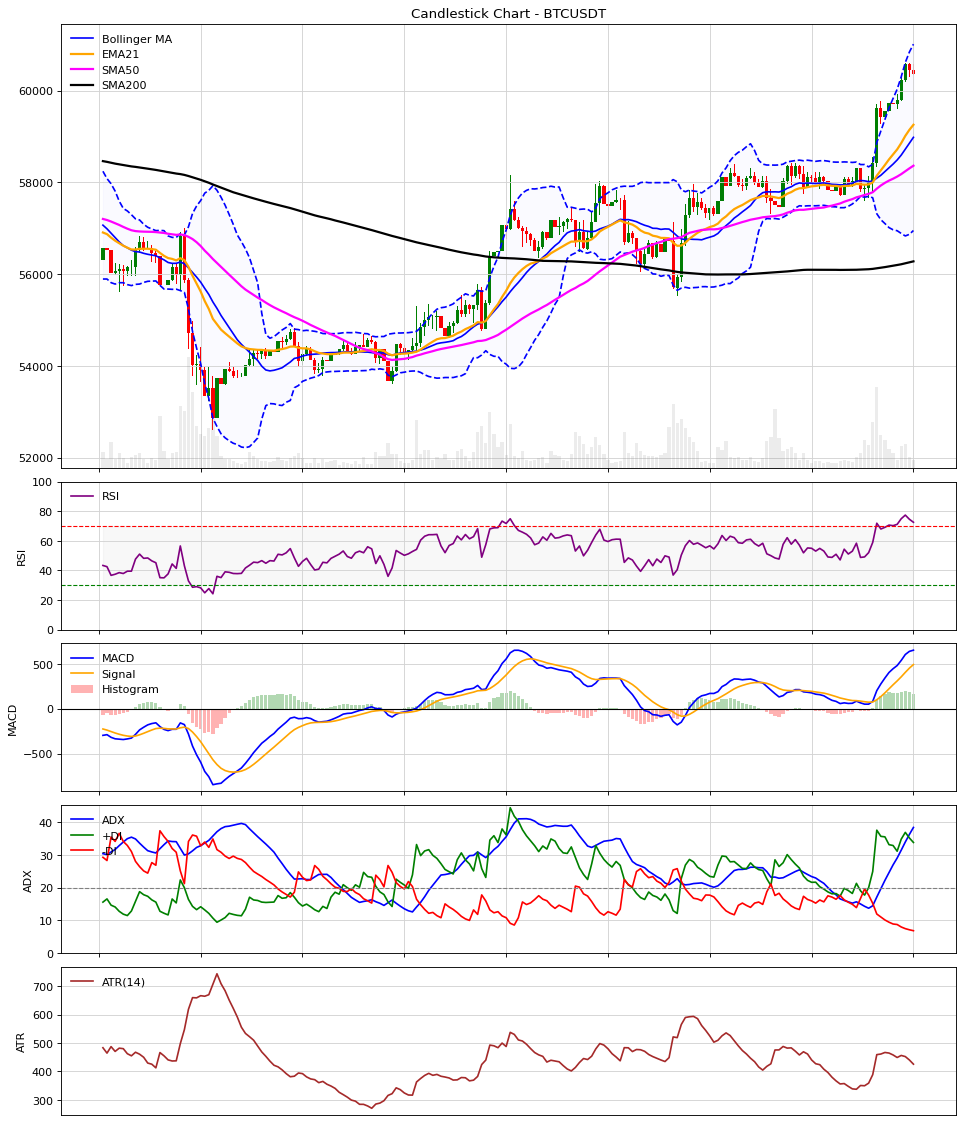 Candlestick Chart - BTCUSDT
Bollinger MA
EMA21
SMA50
SMA200
60000
58000
56000
54000
52000
RSI
100
80
60
40
20
0
RSI
MACD
Signal
Histogram
500
0
−500
MACD
ADX
+DI
-DI
40
30
20
10
0
ADX
ATR(14)
700
600
500
400
300
ATR